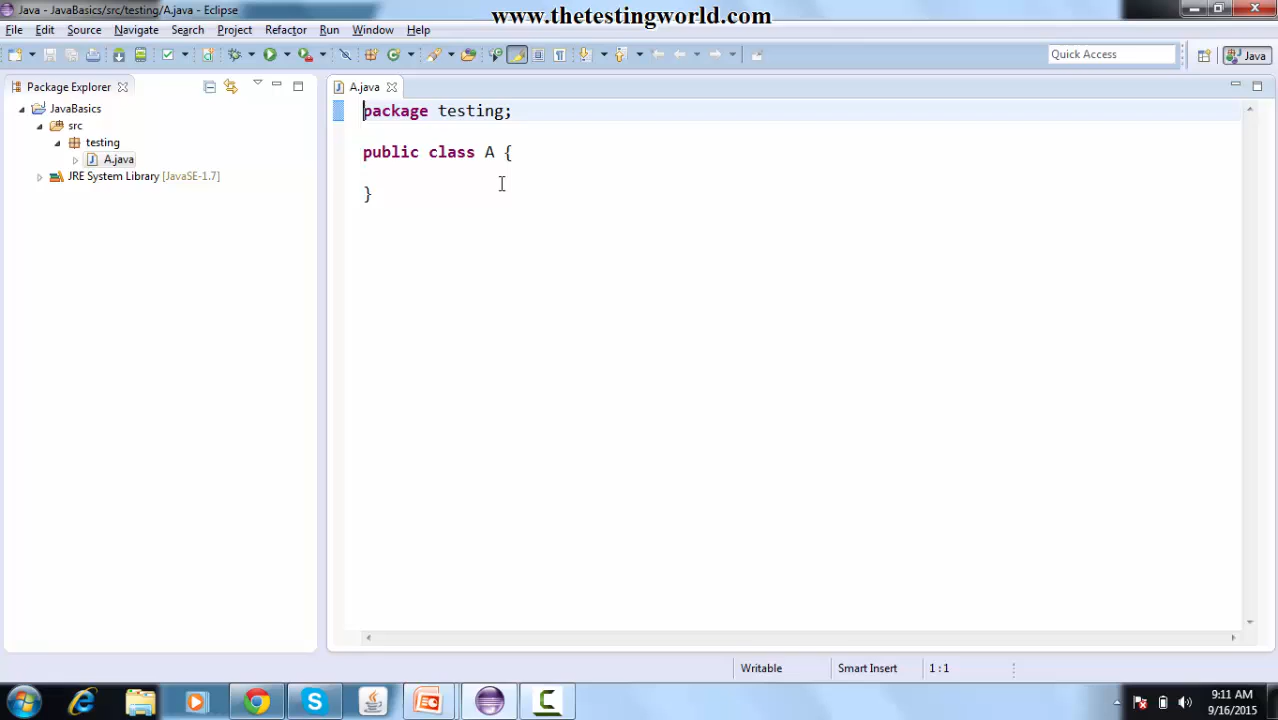 Java - JavaBasics/src/testing/A.java - Eclipse
www.thetestingworld.com
File Edit Source Refactor Navigate Search Project Refactor Run Window Help
Quick Access
Java
Package Explorer
A.java
JavaBasics
src
testing
A.java
JRE System Library [JavaSE-1.7]
package testing;
public class A {
}
Writable
Smart Insert
1 : 1
9:11 AM
9/16/2015